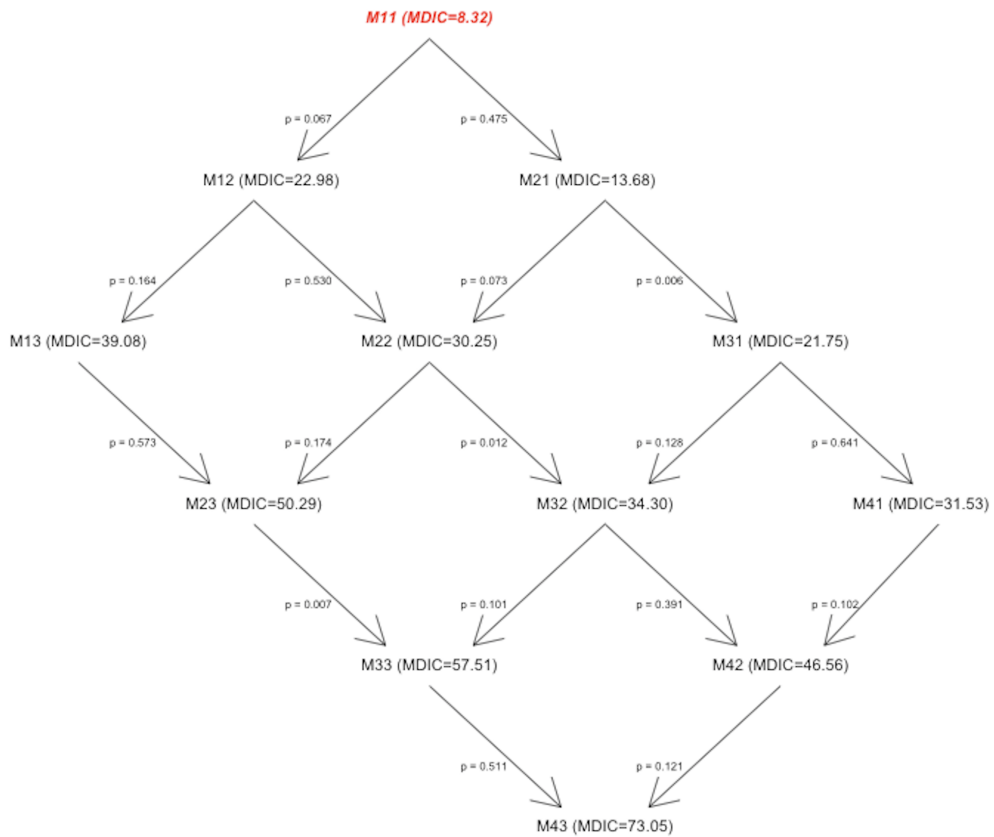 M11 (MDIC=8.32)
p = 0.067
p = 0.475
M12 (MDIC=22.98)
M21 (MDIC=13.68)
p = 0.164
p = 0.530
p = 0.073
p = 0.006
M13 (MDIC=39.08)
M22 (MDIC=30.25)
M31 (MDIC=21.75)
p = 0.573
p = 0.174
p = 0.012
p = 0.128
p = 0.641
M23 (MDIC=50.29)
M32 (MDIC=34.30)
M41 (MDIC=31.53)
p = 0.007
p = 0.101
p = 0.391
p = 0.102
M33 (MDIC=57.51)
M42 (MDIC=46.56)
p = 0.511
p = 0.121
M43 (MDIC=73.05)